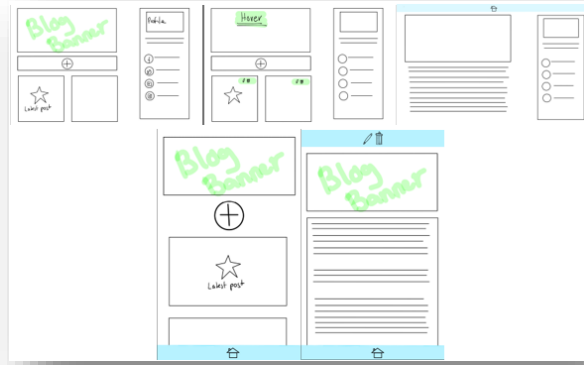 Blog
Banner
Profile
Latest post
Hover
Blog
Banner
Latest post
Blog
Banner